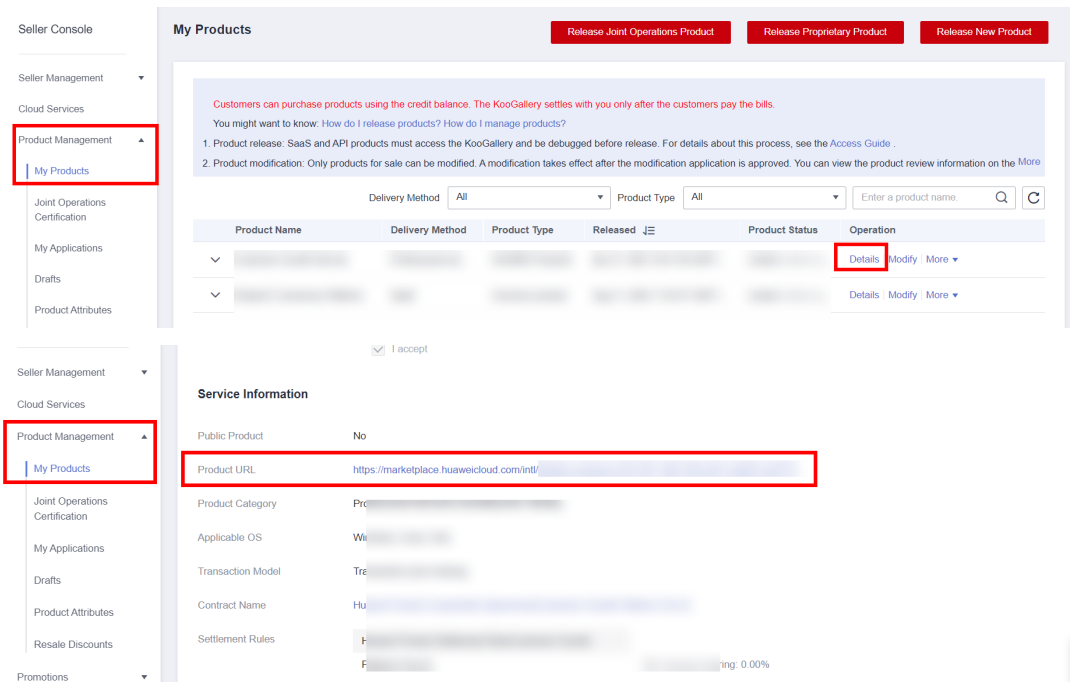 Seller Console
My Products
Release Joint Operations Product
Release Proprietary Product
Release New Product
Seller Management
Cloud Services
Product Management
My Products
Joint Operations
Certification
My Applications
Drafts
Product Attributes
Customers can purchase products using the credit balance. The KooGallery settles with you only after the customers pay the bills.
You might want to know: How do I release products? How do I manage products?
1. Product release: SaaS and API products must access the KooGallery and be debugged before release. For details about this process, see the Access Guide .
2. Product modification: Only products for sale can be modified. A modification takes effect after the modification application is approved. You can view the product review information on the More
Delivery Method All Product Type All Enter a product name.
Product Name Delivery Method Product Type Released Product Status Operation
Details Modify More
Details Modify More
Seller Management
Cloud Services
Product Management
My Products
Joint Operations
Certification
My Applications
Drafts
Product Attributes
Resale Discounts
Promotions
I accept
Service Information
Public Product No
Product URL https://marketplace.huaweicloud.com/intl/
Product Category
Applicable OS
Transaction Model
Contract Name
Settlement Rules
0.00%